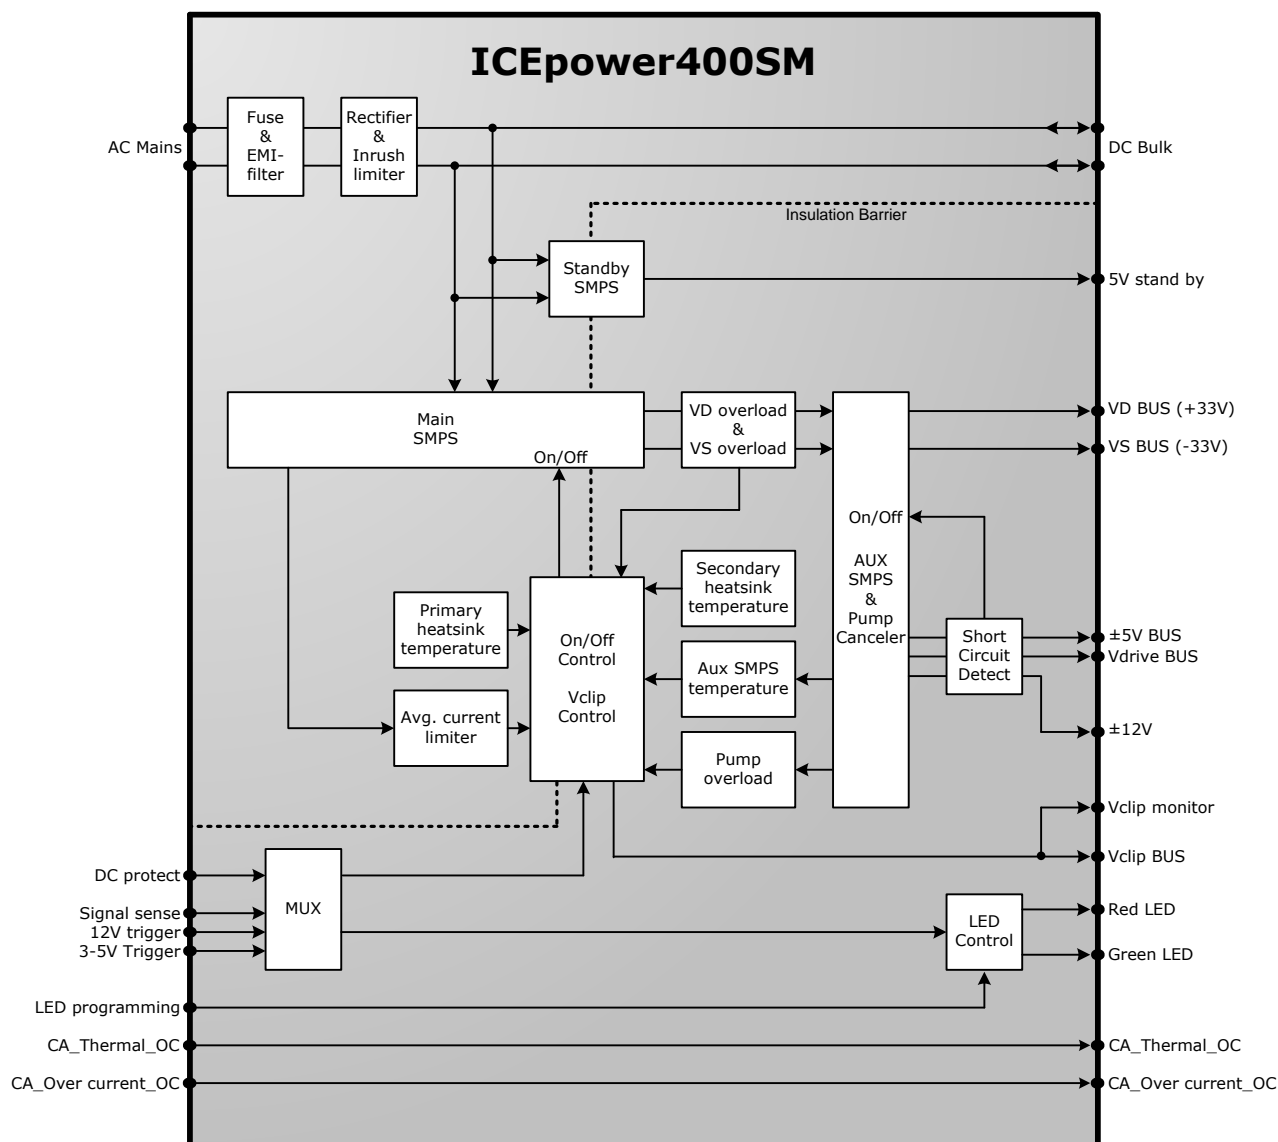 ICEpower400SM
Fuse
&
EMI-
filter
Rectifier
&
Inrush
limiter
AC Mains
DC Bulk
Insulation Barrier
Standby
SMPS
5V stand by
Main
SMPS
On/Off
VD overload
&
VS overload
VD BUS (+33V)
VS BUS (-33V)
On/Off
AUX
SMPS
&
Pump
Canceler
Secondary
heatsink
temperature
Primary
heatsink
temperature
On/Off
Control
Vclip
Control
Short
Circuit
Detect
±5V BUS
Vdrive BUS
Aux SMPS
temperature
Avg. current
limiter
±12V
Pump
overload
Vclip monitor
Vclip BUS
DC protect
Signal sense
12V trigger
3-5V Trigger
MUX
LED
Control
Red LED
Green LED
LED programming
CA_Thermal_OC
CA_Thermal_OC
CA_Over current_OC
CA_Over current_OC